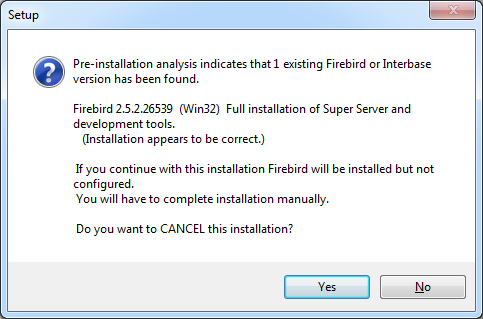 Setup
Pre-installation analysis indicates that 1 existing Firebird or Interbase
version has been found.
Firebird 2.5.2.26539  (Win32)  Full installation of Super Server and
development tools.
(Installation appears to be correct.)
If you continue with this installation Firebird will be installed but not
configured.
You will have to complete installation manually.
Do you want to CANCEL this installation?
Yes
No